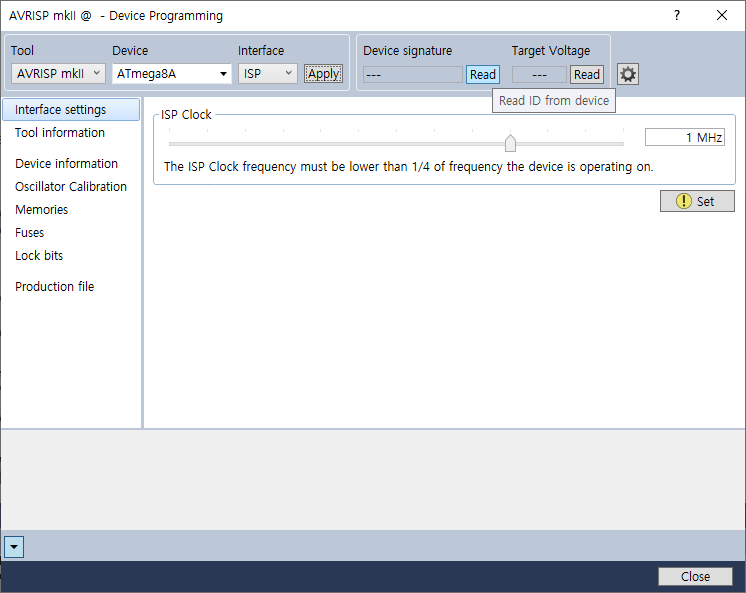 AVRISP mkII @  - Device Programming ?
Tool Device Interface Device signature Target Voltage
AVRISP mkII ATmega8A ISP Apply --- Read --- Read
Read ID from device
Interface settings
Tool information
Device information
Oscillator Calibration
Memories
Fuses
Lock bits
Production file
ISP Clock
1 MHz
The ISP Clock frequency must be lower than 1/4 of frequency the device is operating on.
! Set
Close